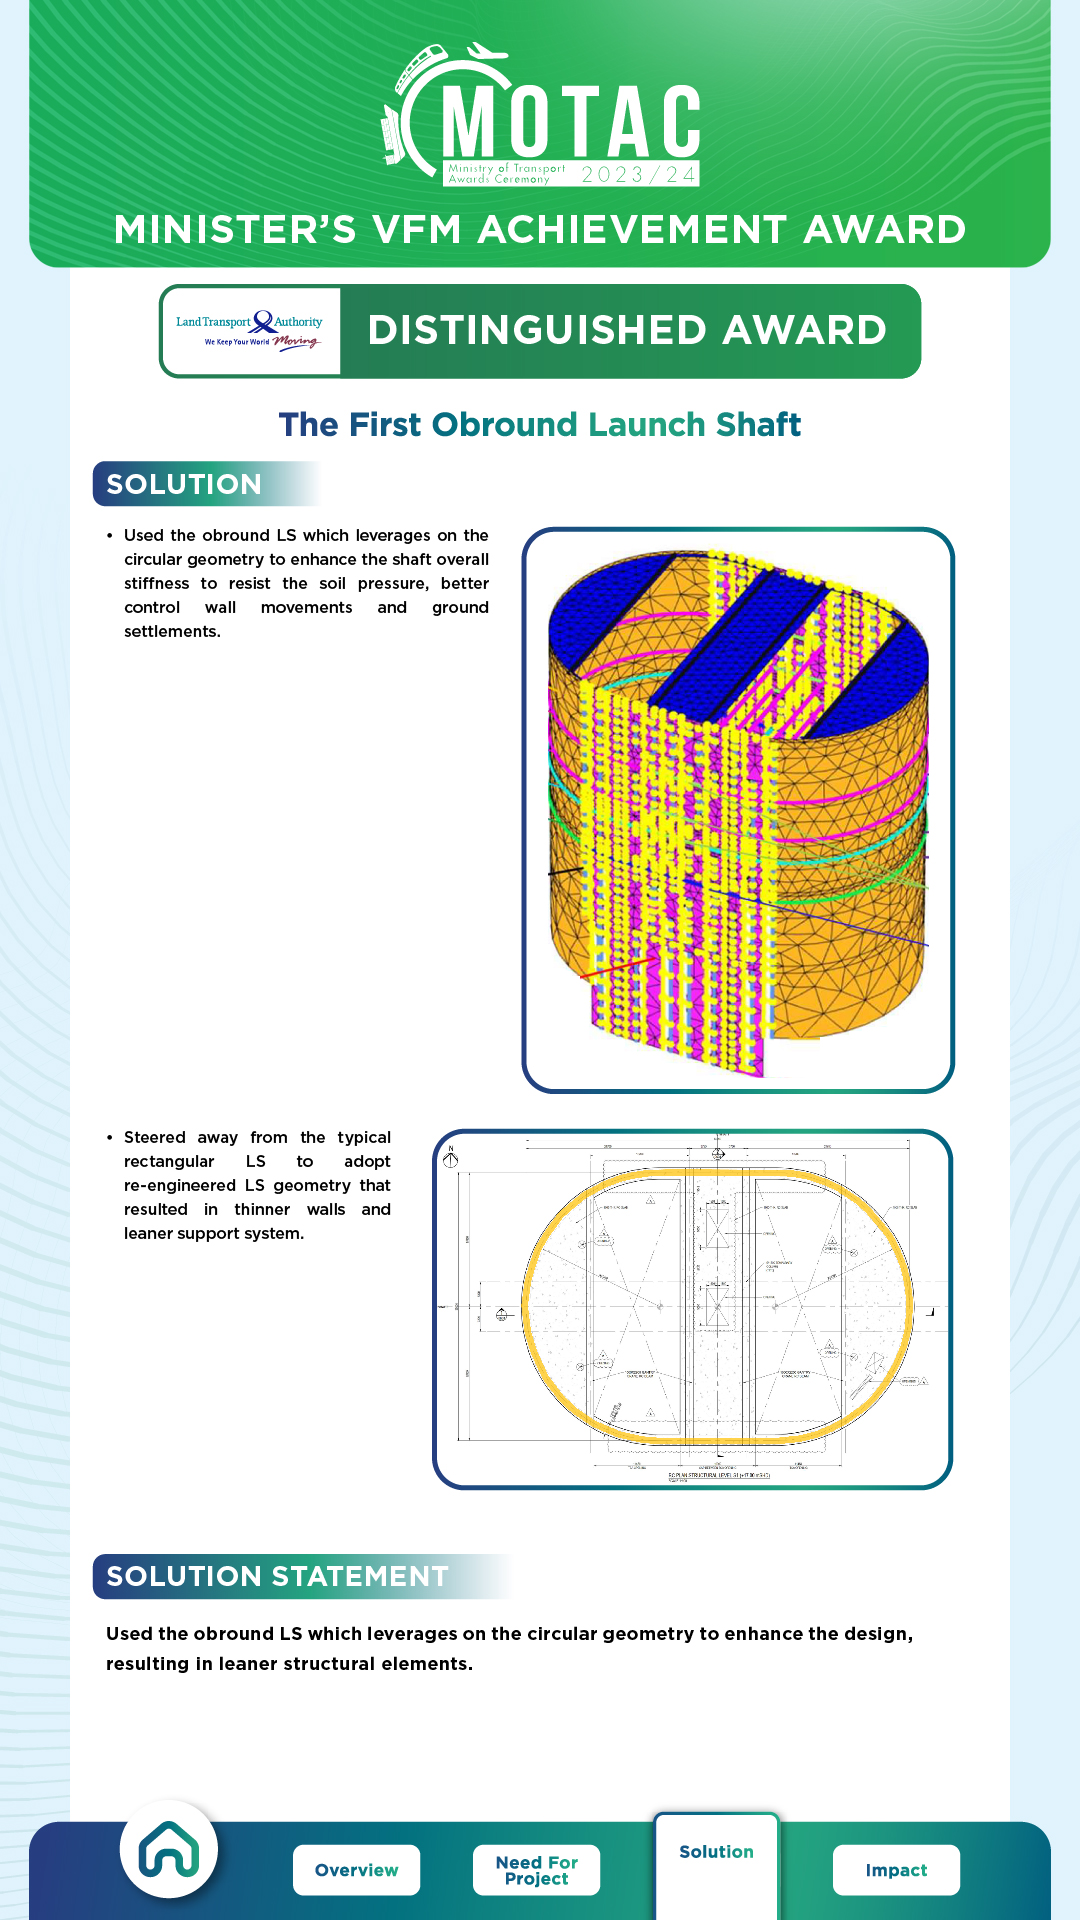 MOTAC
Ministry of Transport
Awards Ceremony
2023/24
MINISTER'S VFM ACHIEVEMENT AWARD
Land Transport Authority
We Keep Your World Moving
DISTINGUISHED AWARD
The First Obround Launch Shaft
SOLUTION
• Used the obround LS which leverages on the
circular geometry to enhance the shaft overall
stiffness to resist the soil pressure, better
control wall movements and ground
settlements.
• Steered away from the typical
rectangular LS to adopt
re-engineered LS geometry that
resulted in thinner walls and
leaner support system.
N
SOLUTION STATEMENT
Used the obround LS which leverages on the circular geometry to enhance the design,
resulting in leaner structural elements.
Overview
Need For
Project
Solution
Impact